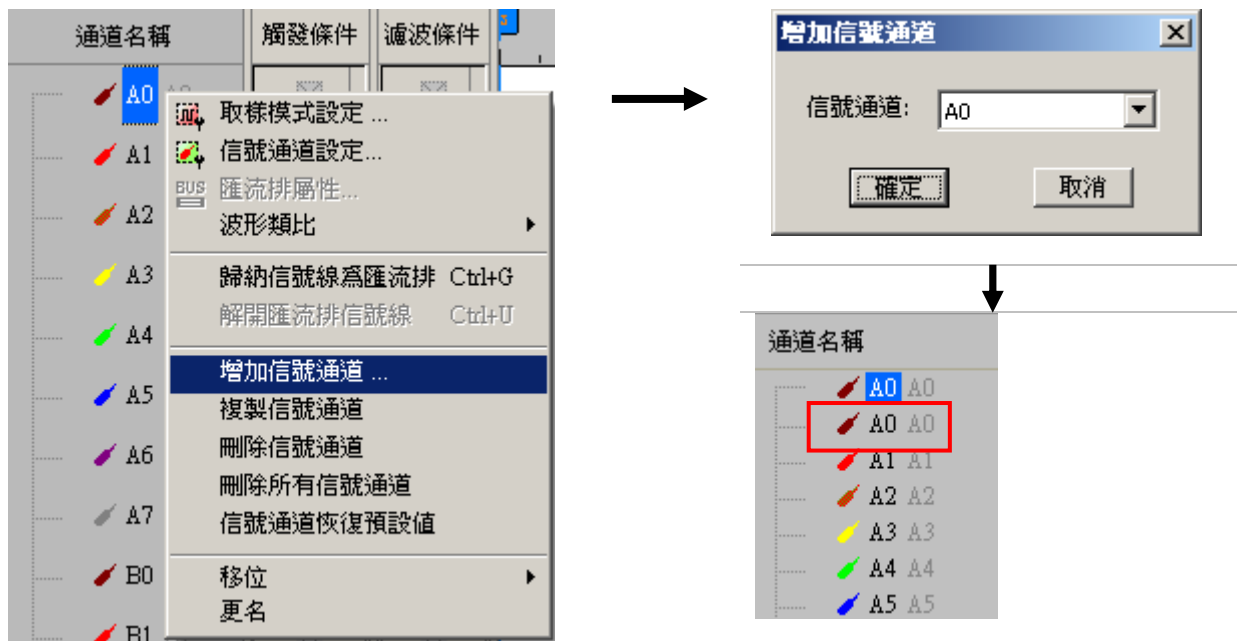 通道名稱
觸發條件
濾波條件
A0
取樣模式設定 ...
A1
信號通道設定...
BUS
匯流排屬性...
A2
波形類比
A3
歸納信號線爲匯流排 Ctrl+G
A4
解開匯流排信號線 Ctrl+U
增加信號通道 ...
A5
複製信號通道
A6
刪除信號通道
刪除所有信號通道
A7
信號通道恢復預設值
B0
移位
更名
B1
增加信號通道
信號通道:
A0
確定
取消
通道名稱
A0 A0
A0 A0
A1 A1
A2 A2
A3 A3
A4 A4
A5 A5